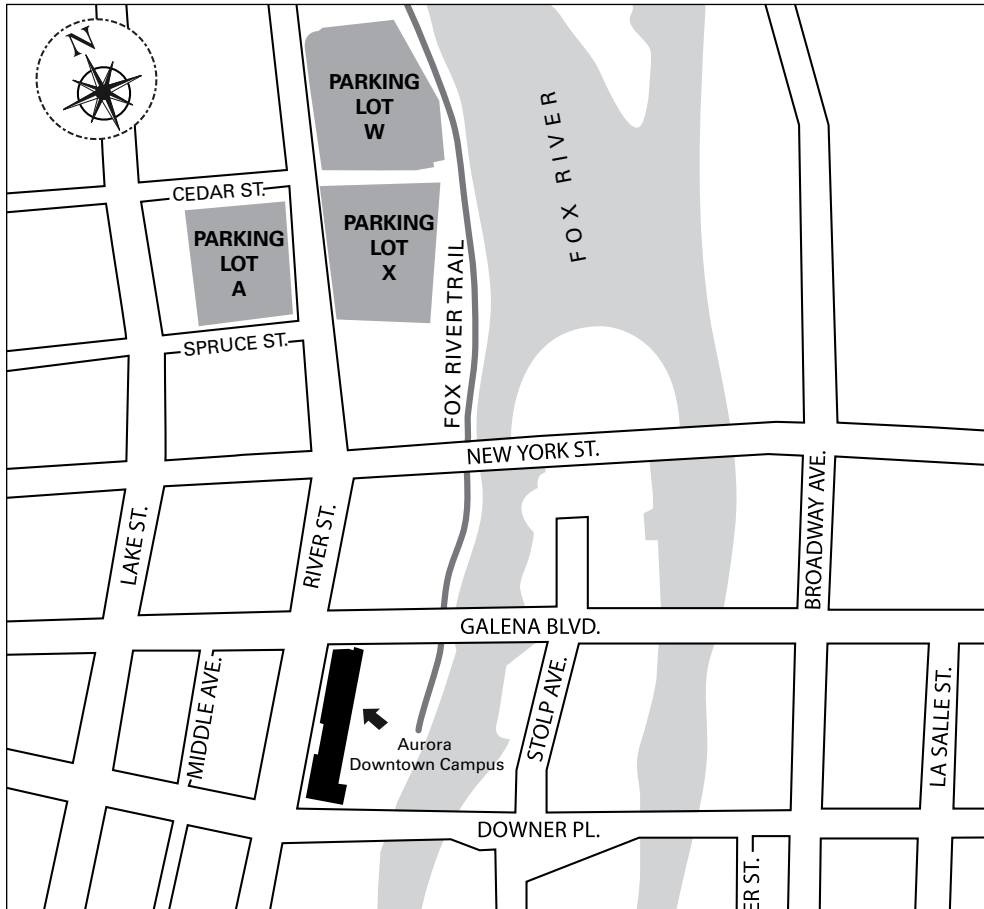 N
PARKING
LOT
W
FOX RIVER
CEDAR ST.
PARKING
LOT
A
PARKING
LOT
X
FOX RIVER TRAIL
SPRUCE ST.
NEW YORK ST.
LAKE ST.
RIVER ST.
BROADWAY AVE.
GALENA BLVD.
MIDDLE AVE.
STOLP AVE.
LA SALLE ST.
Aurora
Downtown Campus
DOWNER PL.
ER ST.